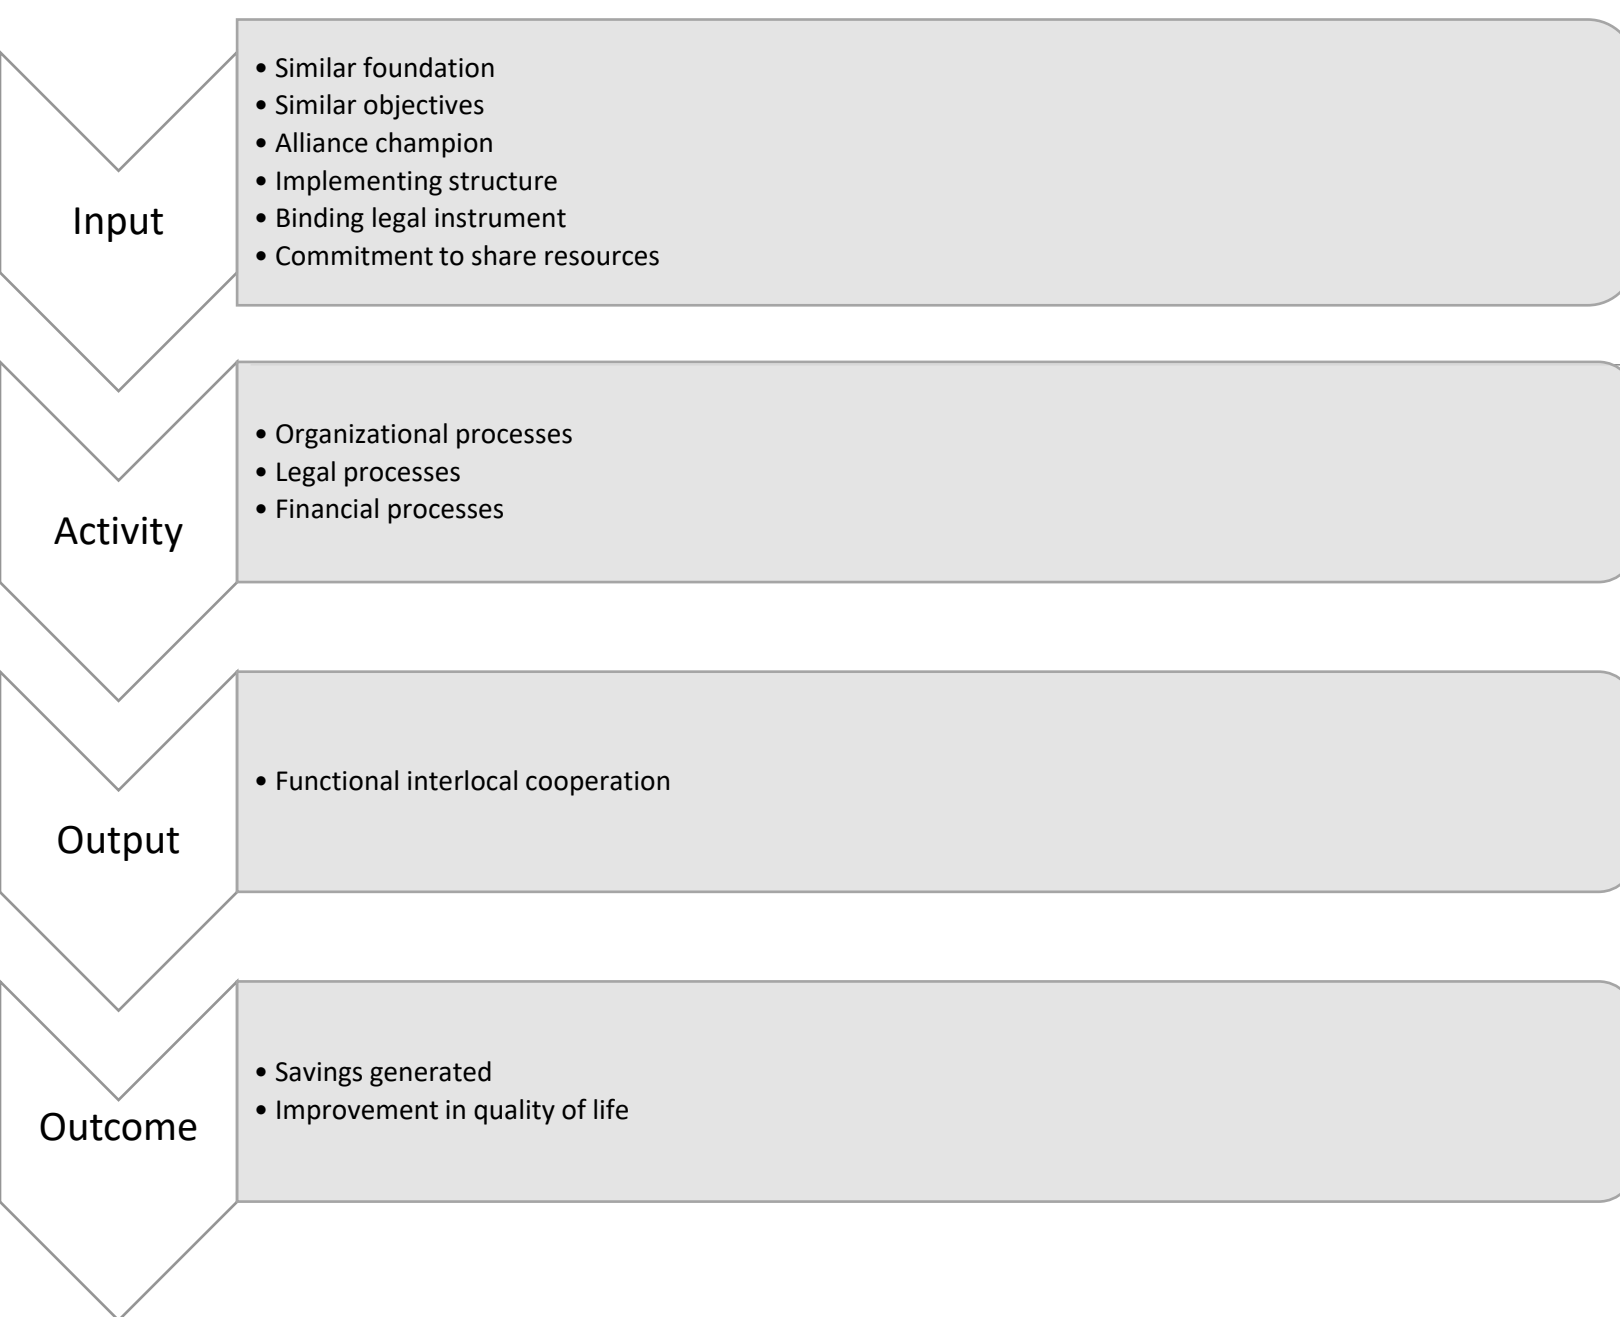 Input
• Similar foundation
• Similar objectives
• Alliance champion
• Implementing structure
• Binding legal instrument
• Commitment to share resources
Activity
• Organizational processes
• Legal processes
• Financial processes
Output
• Functional interlocal cooperation
Outcome
• Savings generated
• Improvement in quality of life